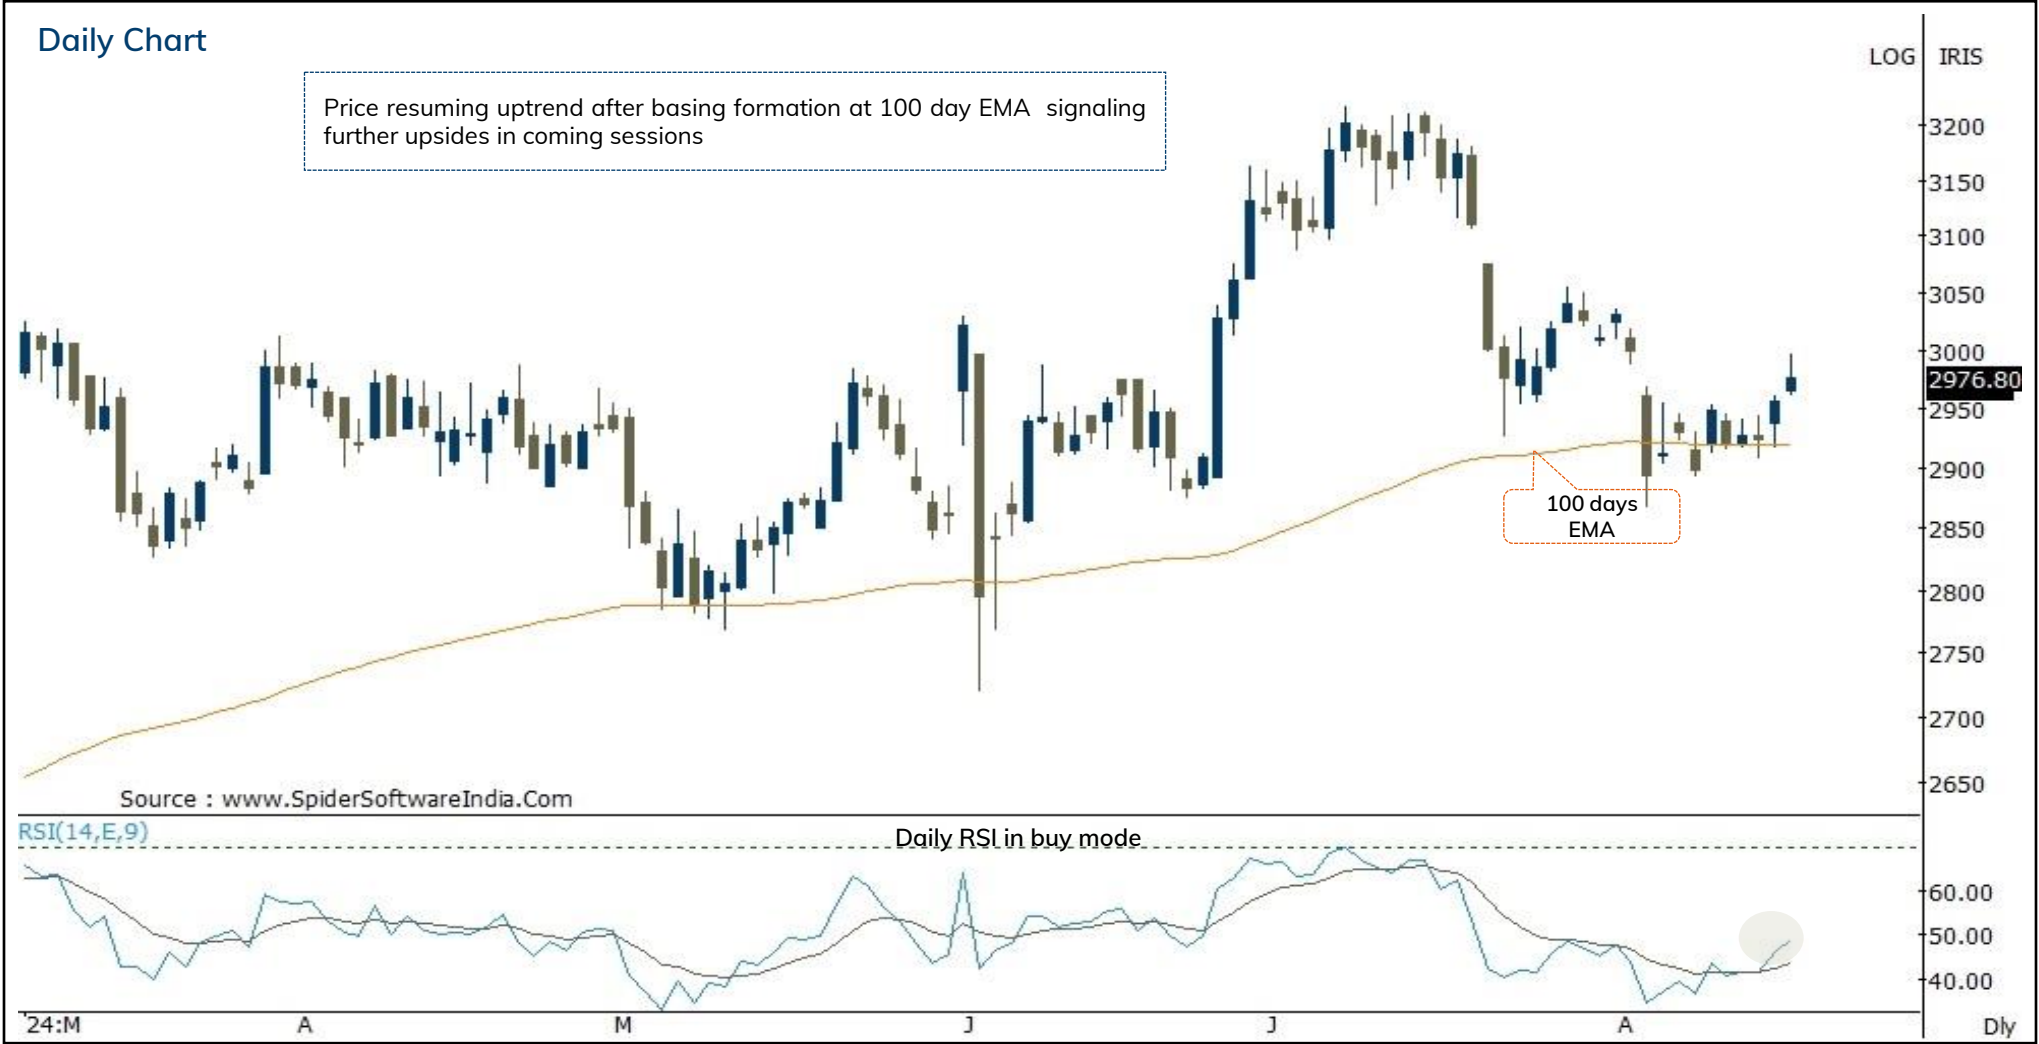 Daily Chart
LOG IRIS
Price resuming uptrend after basing formation at 100 day EMA signaling
further upsides in coming sessions
3200
3150
3100
3050
3000
2976.80
2950
2900
100 days
EMA
2850
2800
2750
2700
2650
Source : www.SpiderSoftwareIndia.Com
RSI(14,E,9)
Daily RSI in buy mode
60.00
50.00
40.00
'24:M A M J J A Dly